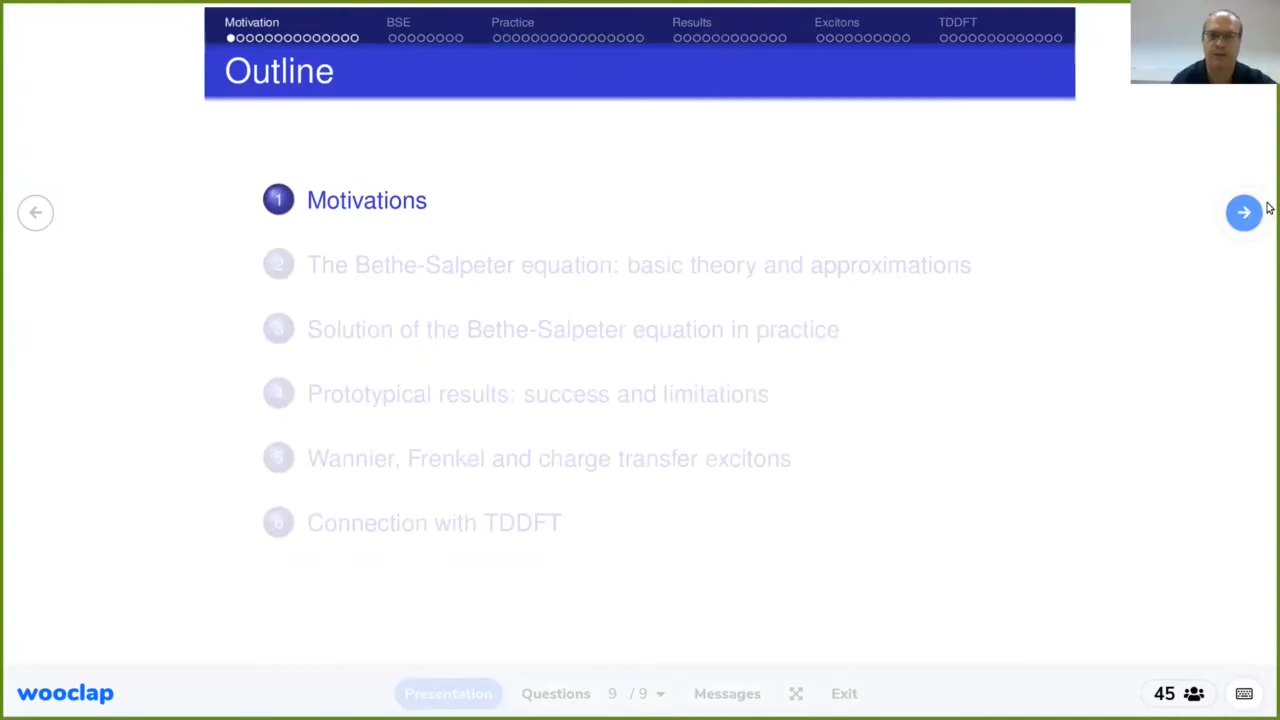 Motivation BSE Practice Results Excitons TDDFT
Outline
1 Motivations
2 The Bethe-Salpeter equation: basic theory and approximations
3 Solution of the Bethe-Salpeter equation in practice
4 Prototypical results: success and limitations
5 Wannier, Frenkel and charge transfer excitons
6 Connection with TDDFT
wooclap Presentation Questions 9 / 9 Messages Exit 45